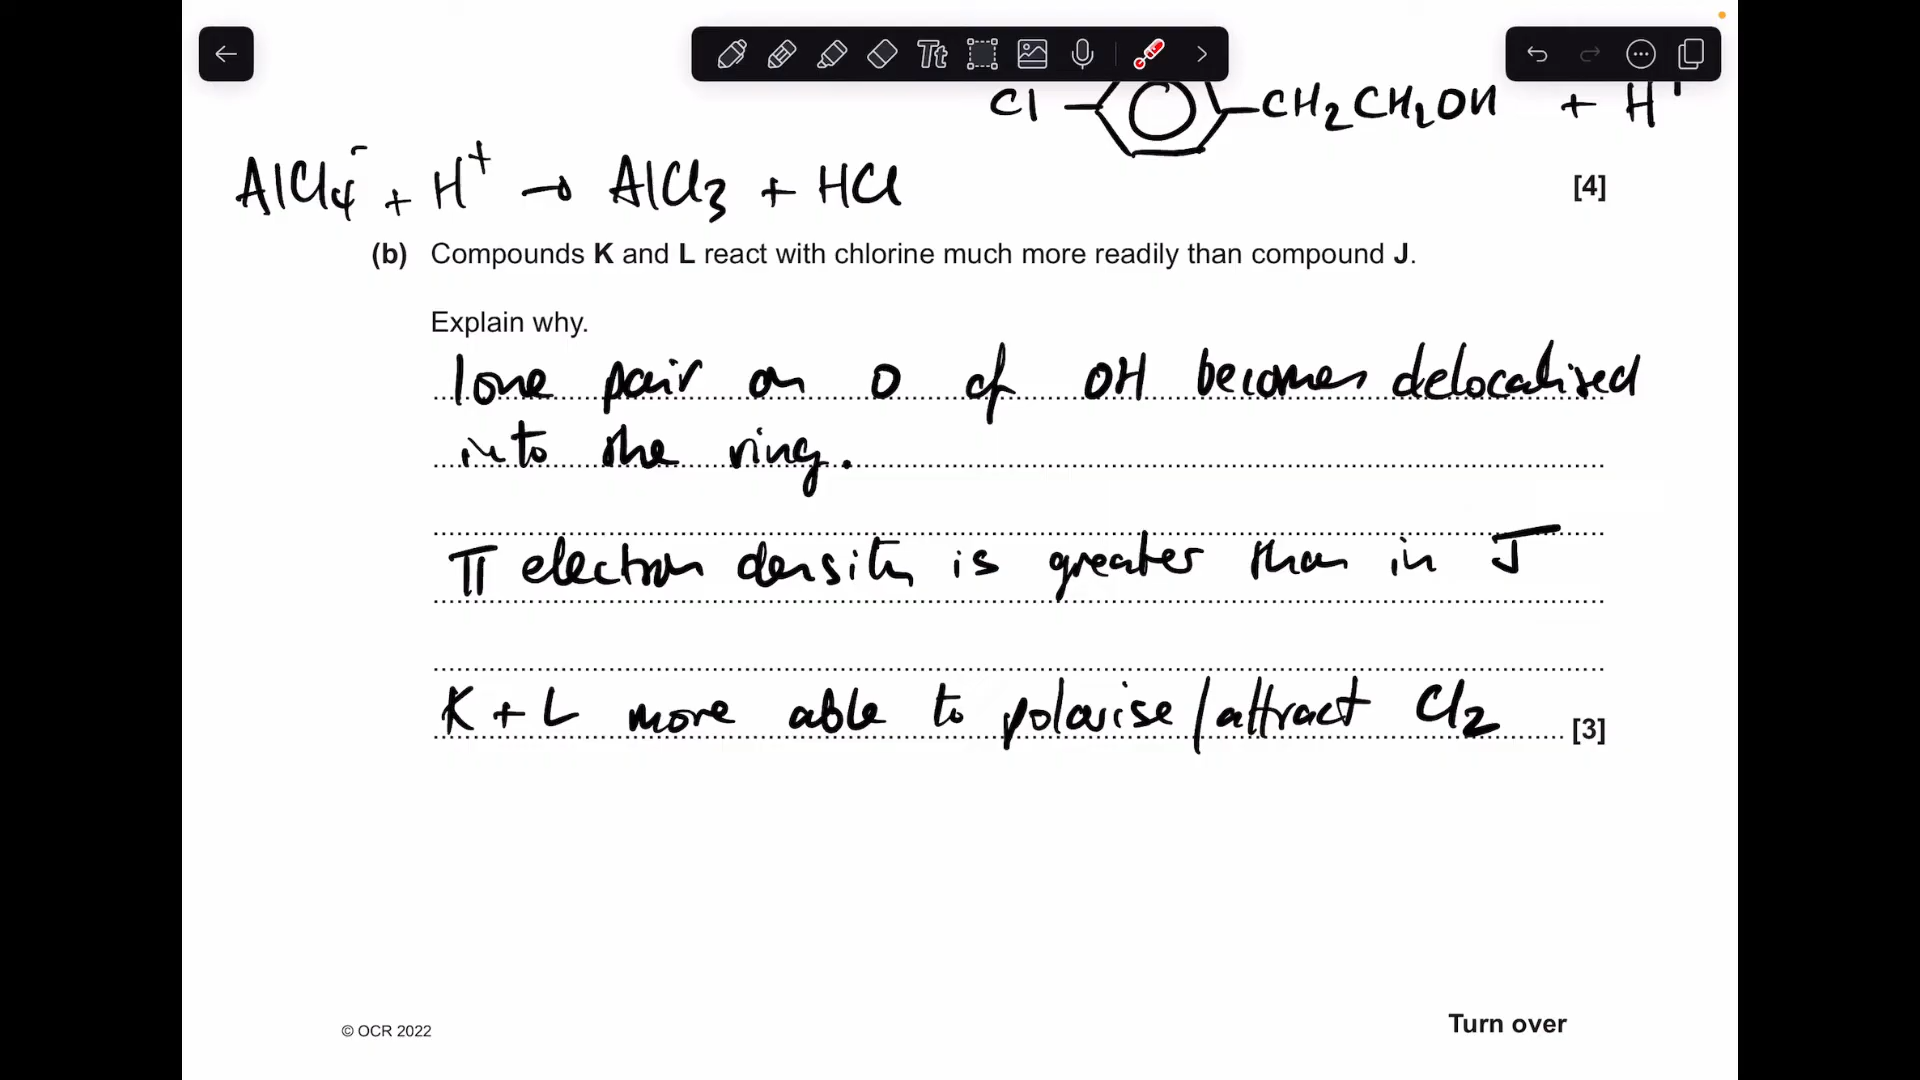 Cl CH₂CH₂OH + H⁺
AlCl₄⁻ + H⁺ → AlCl₃ + HCl
[4]
(b) Compounds K and L react with chlorine much more readily than compound J.
Explain why.
lone pair on O of OH becomes delocalised
into the ring.
π electron density is greater than in J
K + L more able to polarise/attract Cl₂ [3]
© OCR 2022
Turn over